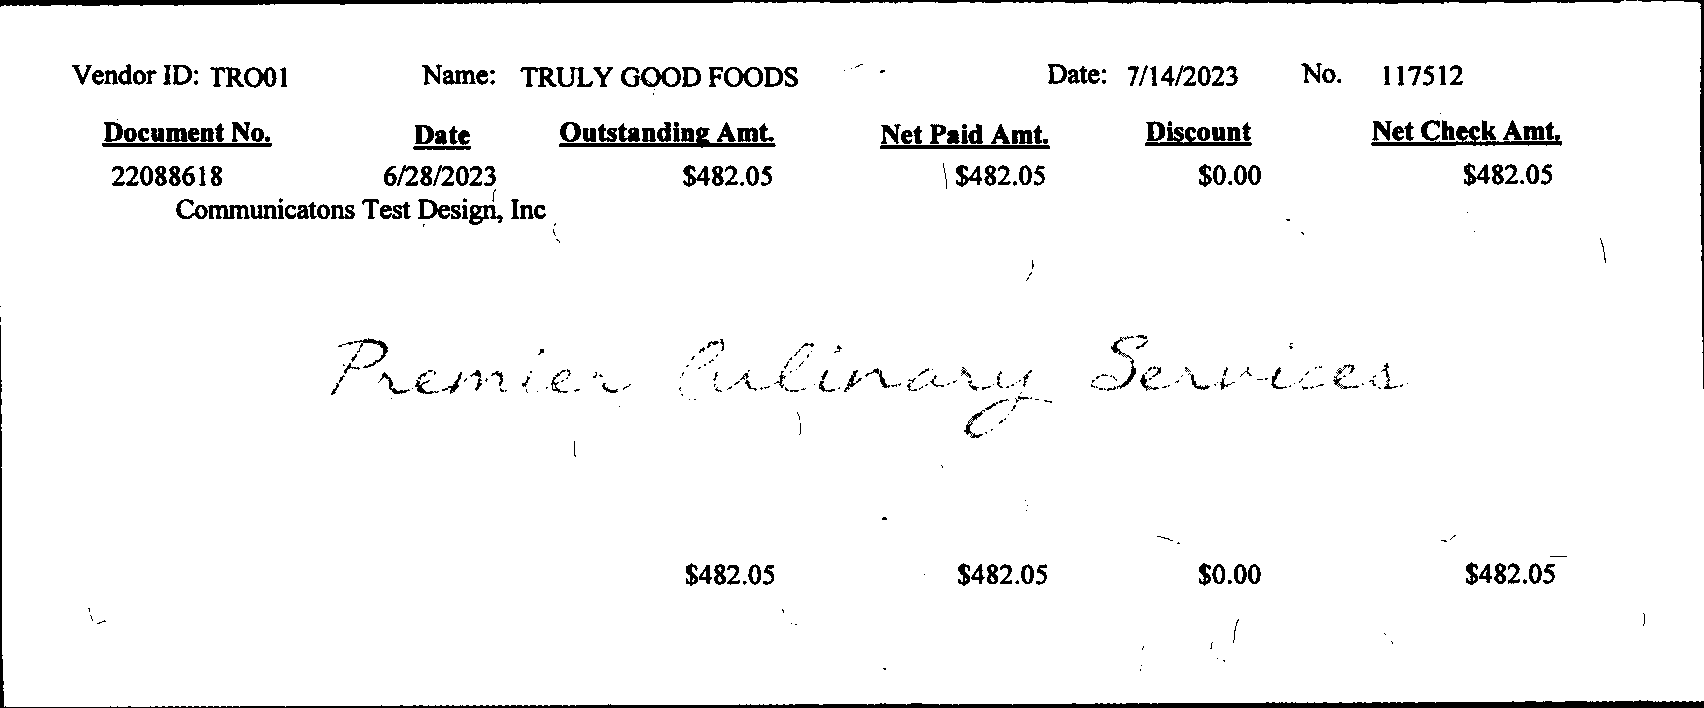 Vendor ID: TRO01 Name: TRULY GOOD FOODS Date: 7/14/2023 No. 117512
Document No. Date Outstanding Amt. Net Paid Amt. Discount Net Check Amt.
22088618 6/28/2023 $482.05 $482.05 $0.00 $482.05
Communicatons Test Design, Inc
Premier Culinary Services
$482.05 $482.05 $0.00 $482.05